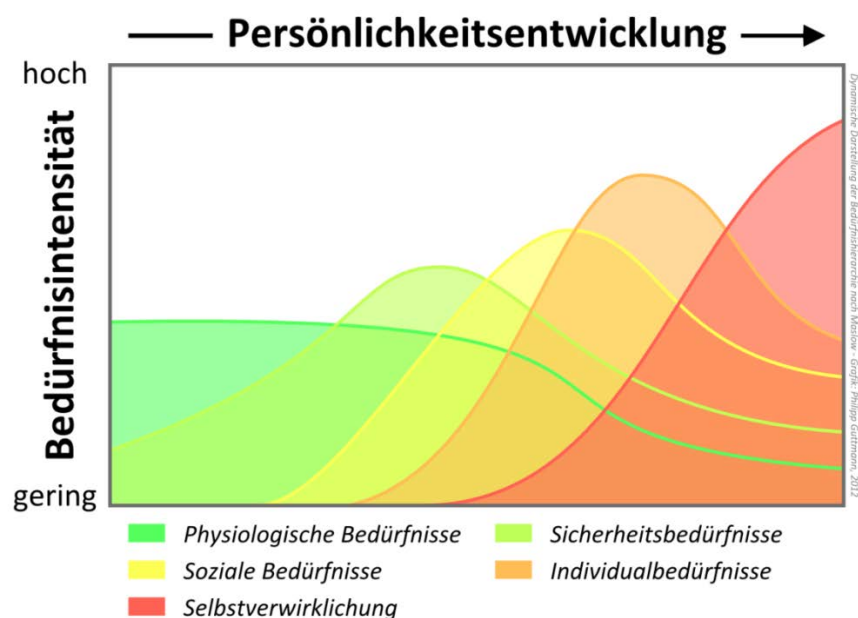 Persönlichkeitsentwicklung
hoch
Bedürfnisintensität
gering
Dynamische Darstellung der Bedürfnishierarchie nach Maslow - Grafik: Philipp Guttmann, 2012
Physiologische Bedürfnisse
Sicherheitsbedürfnisse
Soziale Bedürfnisse
Individualbedürfnisse
Selbstverwirklichung